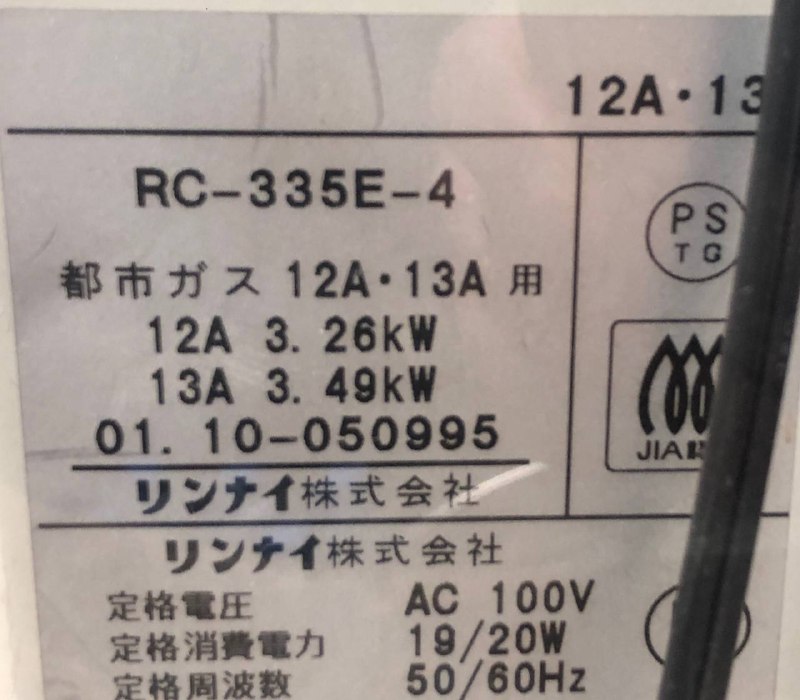 12A・13
RC-335E-4
都市ガス 12A・13A 用
12A 3.26kW
13A 3.49kW
01.10-050995
リンナイ株式会社
PS
TG
JIA
リンナイ株式会社
定格電圧 AC 100V
定格消費電力 19/20W
定格周波数 50/60Hz